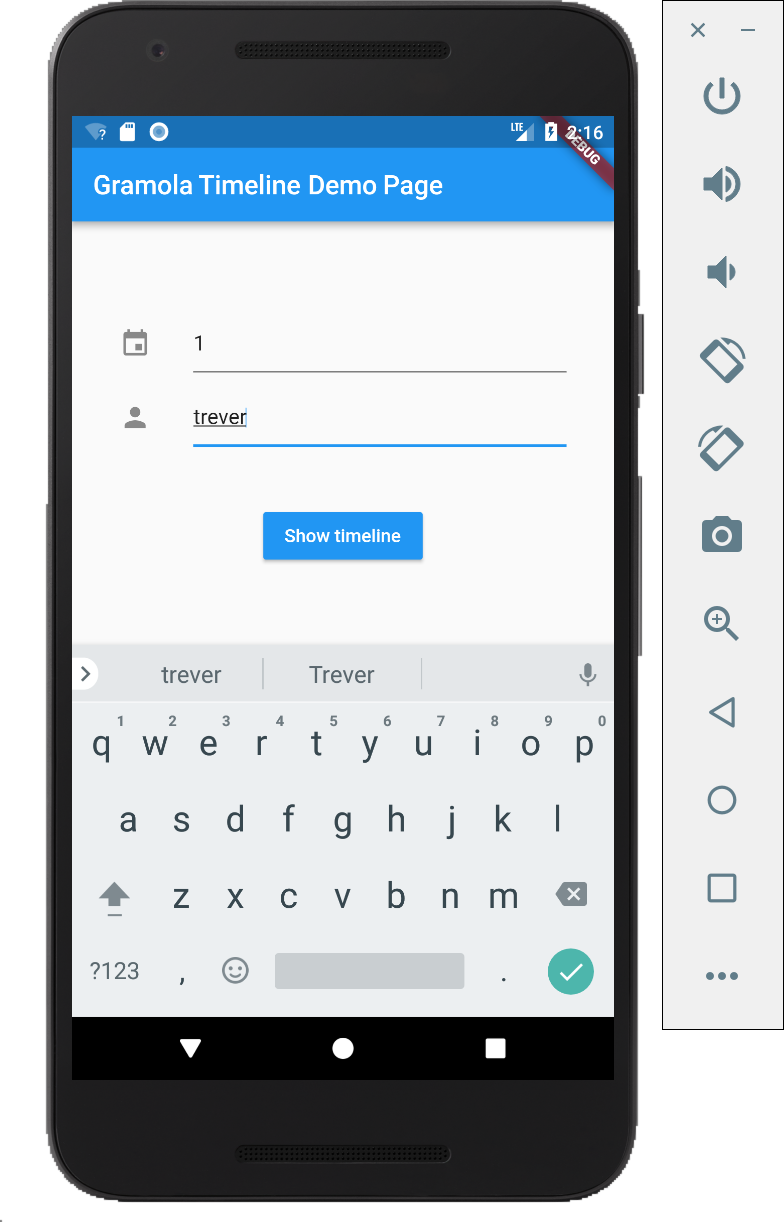 ? LTE 2:16
DEBUG
Gramola Timeline Demo Page
1
trever
Show timeline
trever Trever
1 2 3 4 5 6 7 8 9 0
q w e r t y u i o p
a s d f g h j k l
z x c v b n m
?123 , .